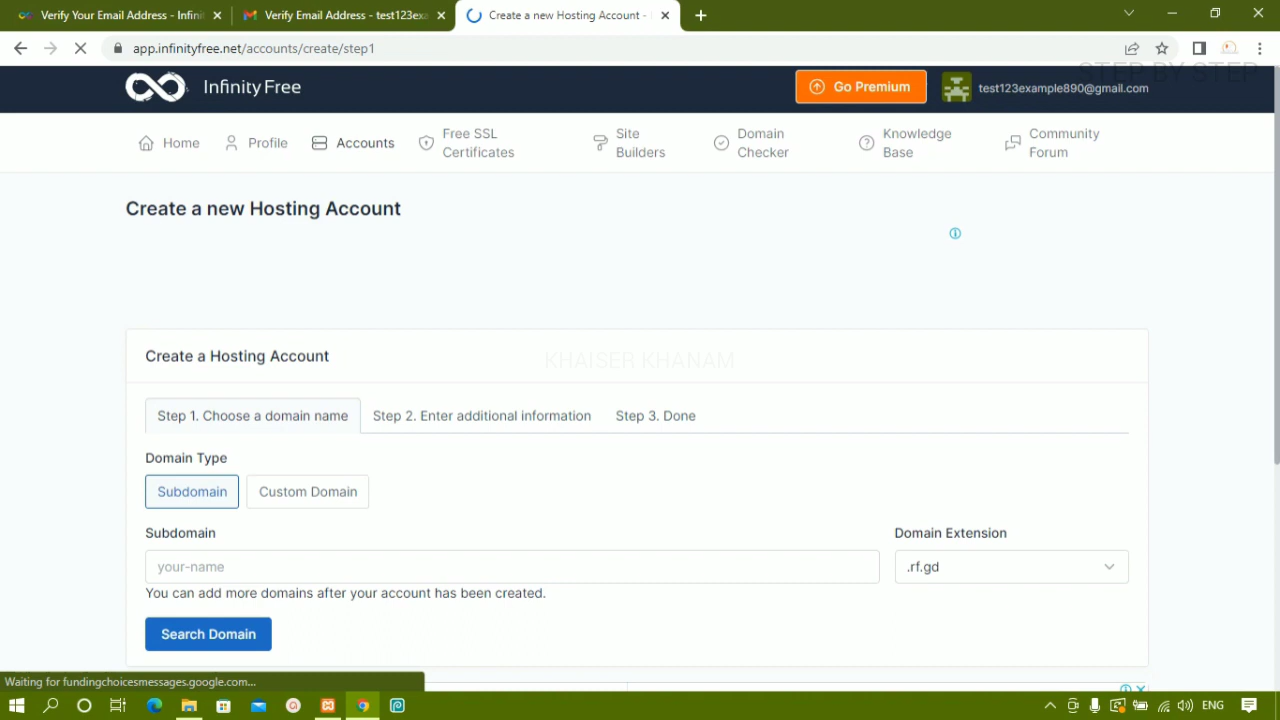 Verify Your Email Address - Infini
Verify Email Address - test123exa
Create a new Hosting Account -
app.infinityfree.net/accounts/create/step1
STEP BY STEP
Infinity Free
Go Premium
test123example890@gmail.com
Home
Profile
Accounts
Free SSL
Certificates
Site
Builders
Domain
Checker
Knowledge
Base
Community
Forum
Create a new Hosting Account
Create a Hosting Account
KHAISER KHANAM
Step 1. Choose a domain name
Step 2. Enter additional information
Step 3. Done
Domain Type
Subdomain
Custom Domain
Subdomain
Domain Extension
your-name
.rf.gd
You can add more domains after your account has been created.
Search Domain
Waiting for fundingchoicesmessages.google.com...
ENG